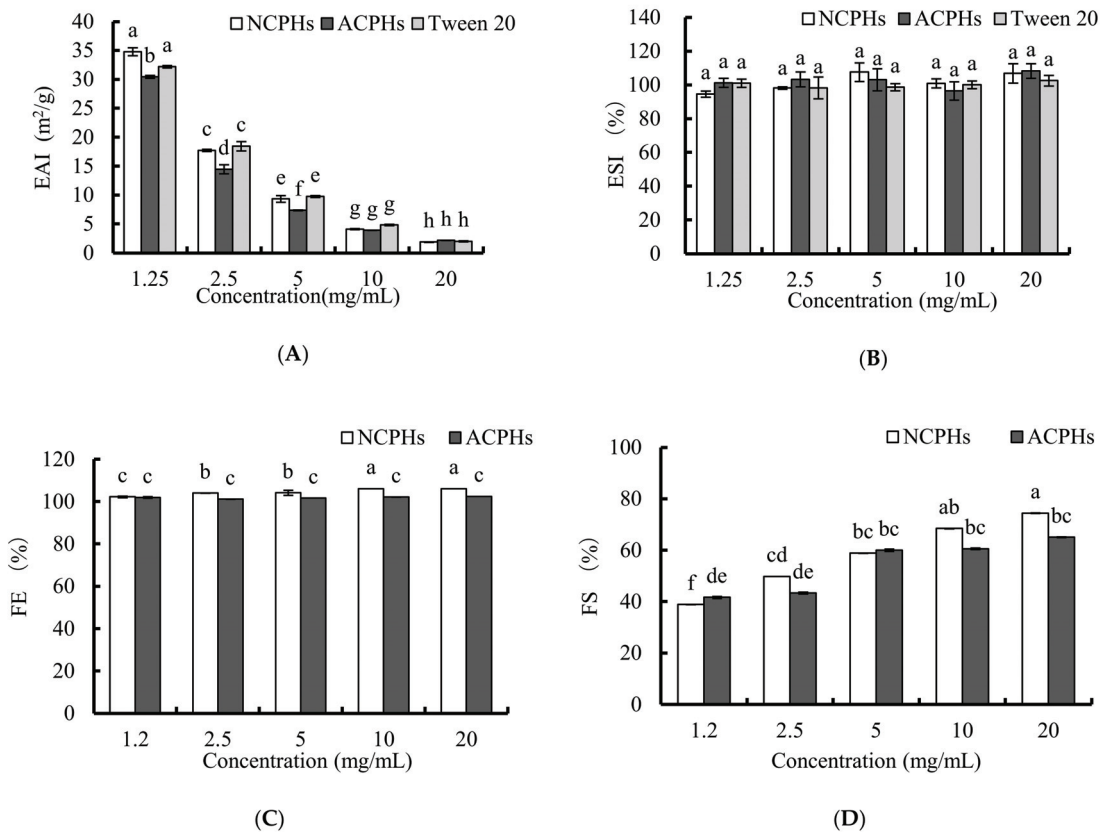 NCPHs ACPHs Tween 20
40
35
30
25
20
15
10
5
0
EAI (m²/g)
a b a
c d c
e f e
g g g
h h h
1.25 2.5 5 10 20
Concentration(mg/mL)
(A)
NCPHs ACPHs Tween 20
140
120
100
80
60
40
20
0
ESI (%)
a a a a a a a a a a a a a a a
1.25 2.5 5 10 20
Concentration (mg/mL)
(B)
NCPHs ACPHs
120
100
80
60
40
20
0
FE (%)
c c b c b c a c a c
1.2 2.5 5 10 20
Concentration (mg/mL)
(C)
NCPHs ACPHs
100
80
60
40
20
0
FS (%)
f de cd de bc bc ab bc a bc
1.2 2.5 5 10 20
Concentration (mg/mL)
(D)